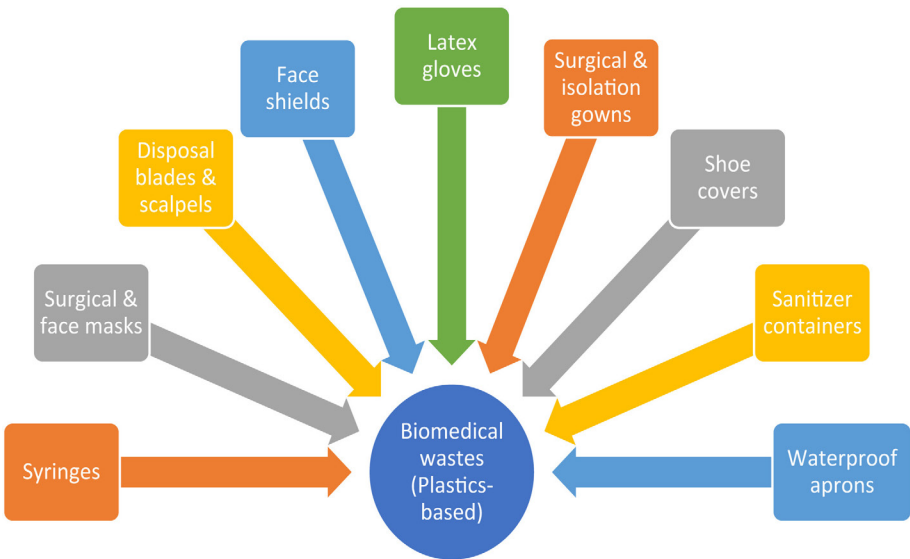 Latex
gloves
Face
shields
Surgical &
isolation
gowns
Disposal
blades &
scalpels
Shoe
covers
Surgical &
face masks
Sanitizer
containers
Syringes
Biomedical
wastes
(Plastics-
based)
Waterproof
aprons